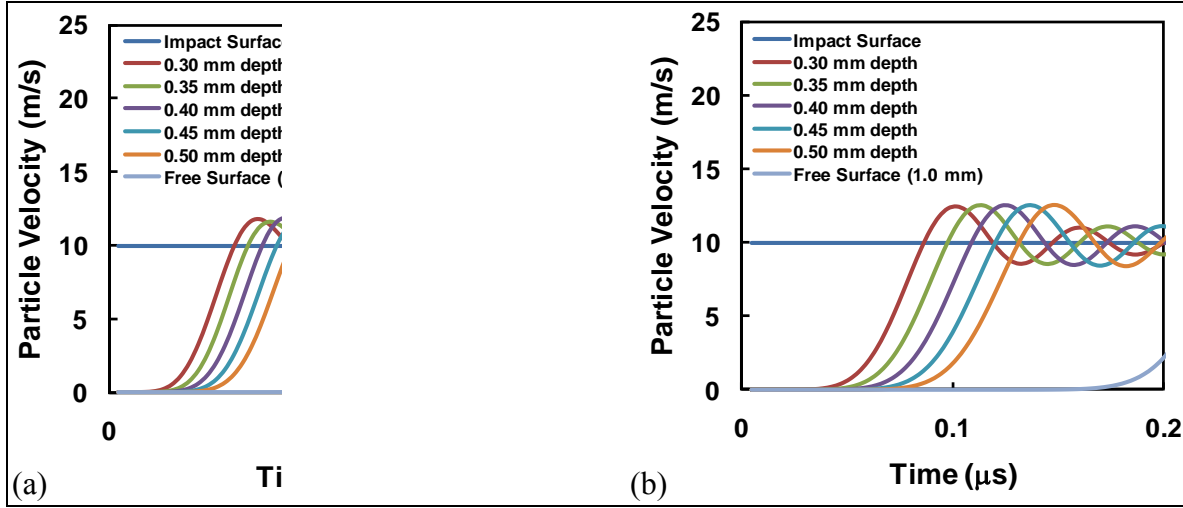 25
20
15
10
5
0
0
Particle Velocity (m/s)
Impact Surface
0.30 mm depth
0.35 mm depth
0.40 mm depth
0.45 mm depth
0.50 mm depth
Free Surface (
Ti
(a)
25
20
15
10
5
0
0
0.1
0.2
Particle Velocity (m/s)
Impact Surface
0.30 mm depth
0.35 mm depth
0.40 mm depth
0.45 mm depth
0.50 mm depth
Free Surface (1.0 mm)
Time (μs)
(b)